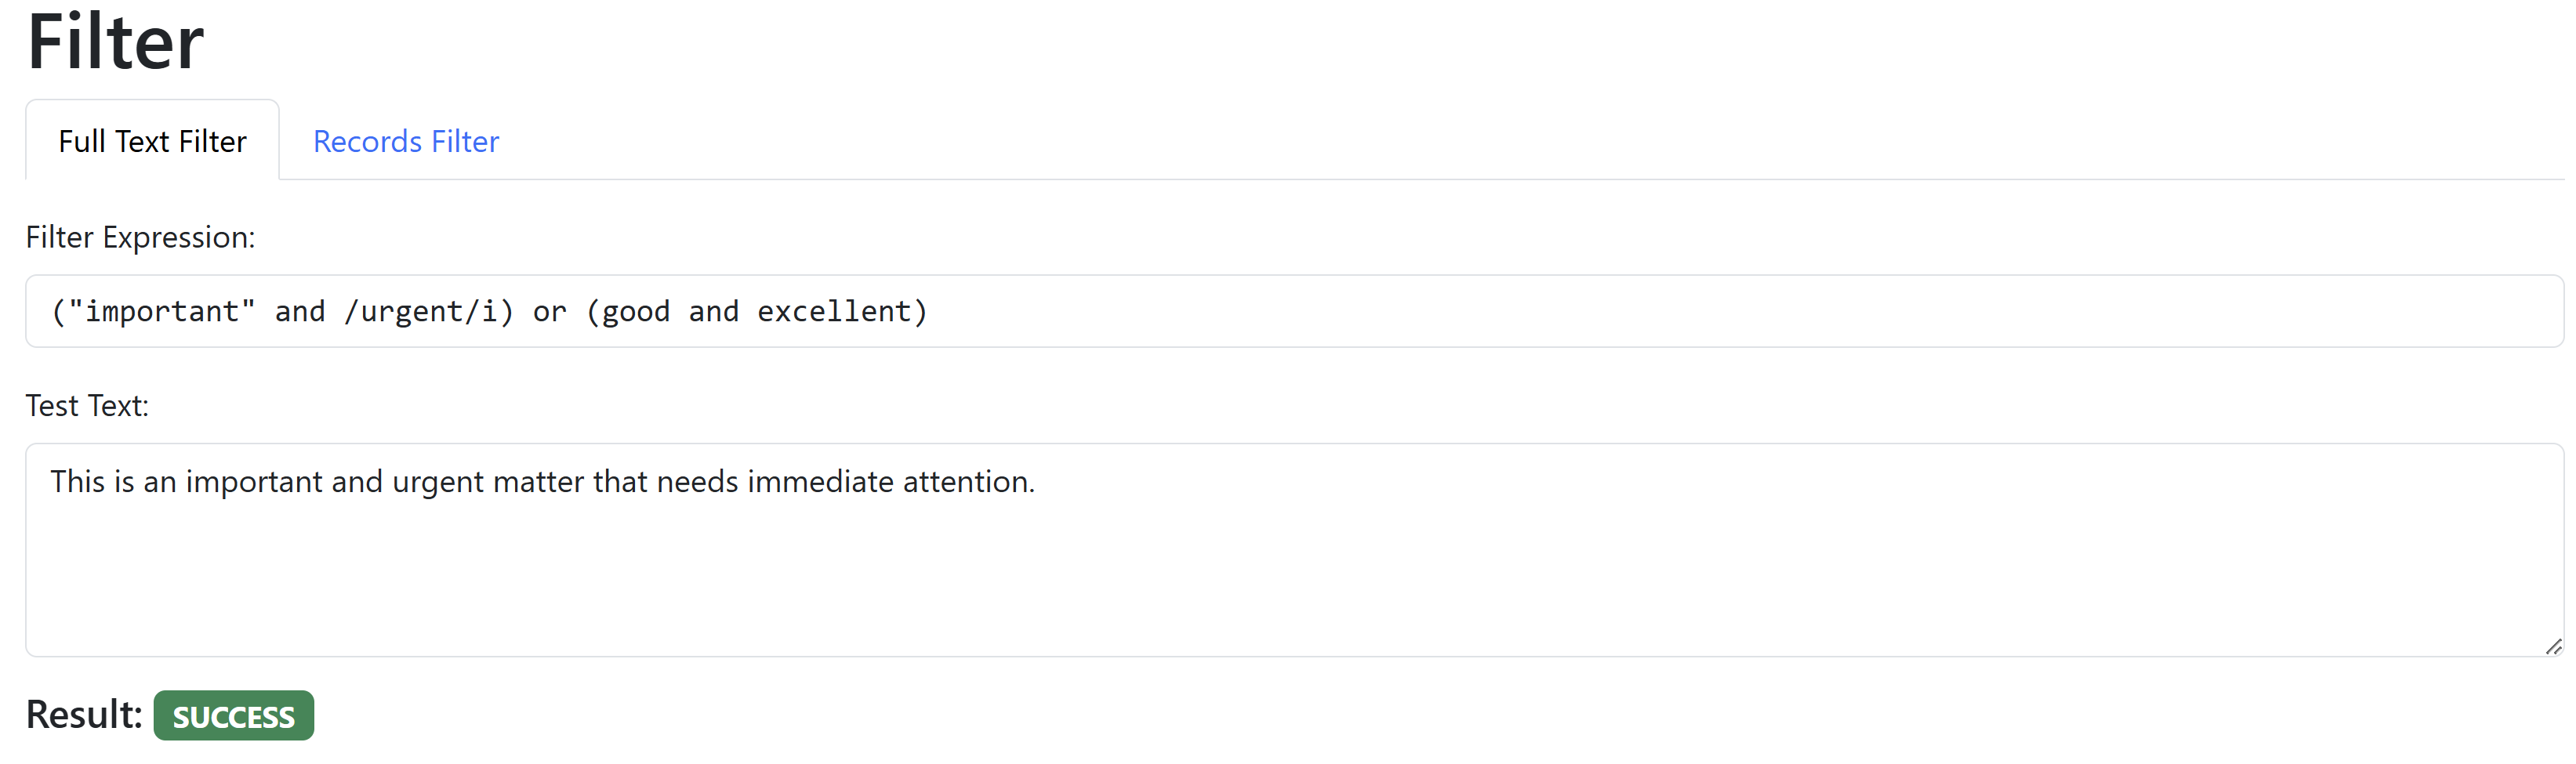 Filter
Full Text Filter Records Filter
Filter Expression:
("important" and /urgent/i) or (good and excellent)
Test Text:
This is an important and urgent matter that needs immediate attention.
Result: SUCCESS